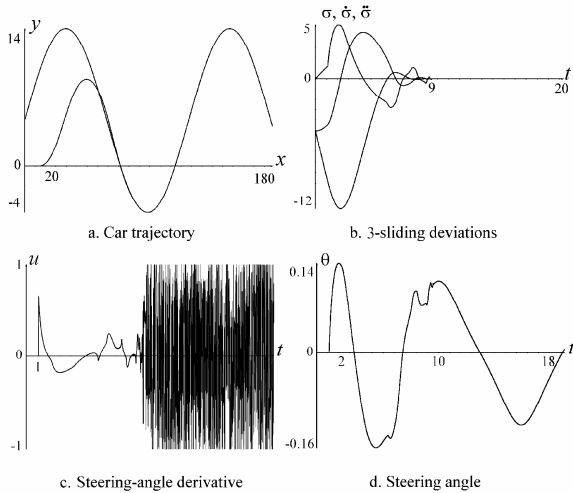 y
14
0
-4
20
180
x
a. Car trajectory
σ, σ̇, σ̈
5
0
-12
9
20
t
b. 3-sliding deviations
u
1
0
-1
1
t
c. Steering-angle derivative
θ
0.14
0
-0.16
2
10
18
t
d. Steering angle